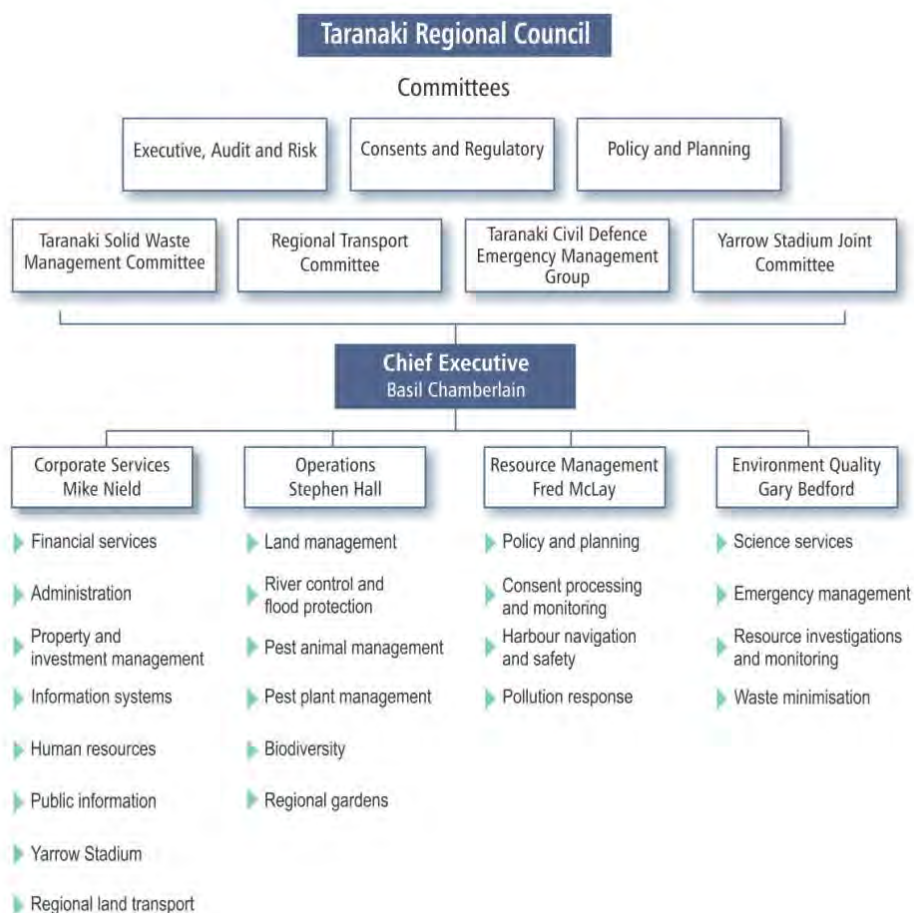 Taranaki Regional Council
Committees
Executive, Audit and Risk
Consents and Regulatory
Policy and Planning
Taranaki Solid Waste
Management Committee
Regional Transport
Committee
Taranaki Civil Defence
Emergency Management
Group
Yarrow Stadium Joint
Committee
Chief Executive
Basil Chamberlain
Corporate Services
Mike Nield
Financial services
Administration
Property and
investment management
Information systems
Human resources
Public information
Yarrow Stadium
Regional land transport
Operations
Stephen Hall
Land management
River control and
flood protection
Pest animal management
Pest plant management
Biodiversity
Regional gardens
Resource Management
Fred McLay
Policy and planning
Consent processing
and monitoring
Harbour navigation
and safety
Pollution response
Environment Quality
Gary Bedford
Science services
Emergency management
Resource investigations
and monitoring
Waste minimisation